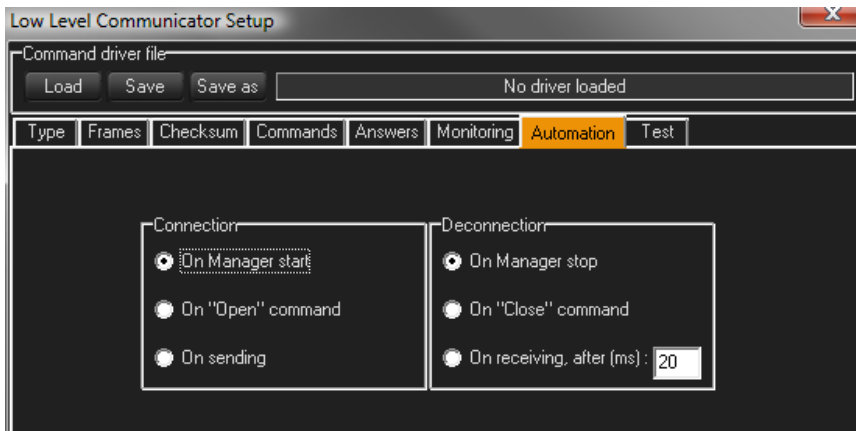 Low Level Communicator Setup
X
Command driver file
Load Save Save as No driver loaded
Type Frames Checksum Commands Answers Monitoring Automation Test
Connection
On Manager start
On "Open" command
On sending
Deconnection
On Manager stop
On "Close" command
On receiving, after (ms) : 20